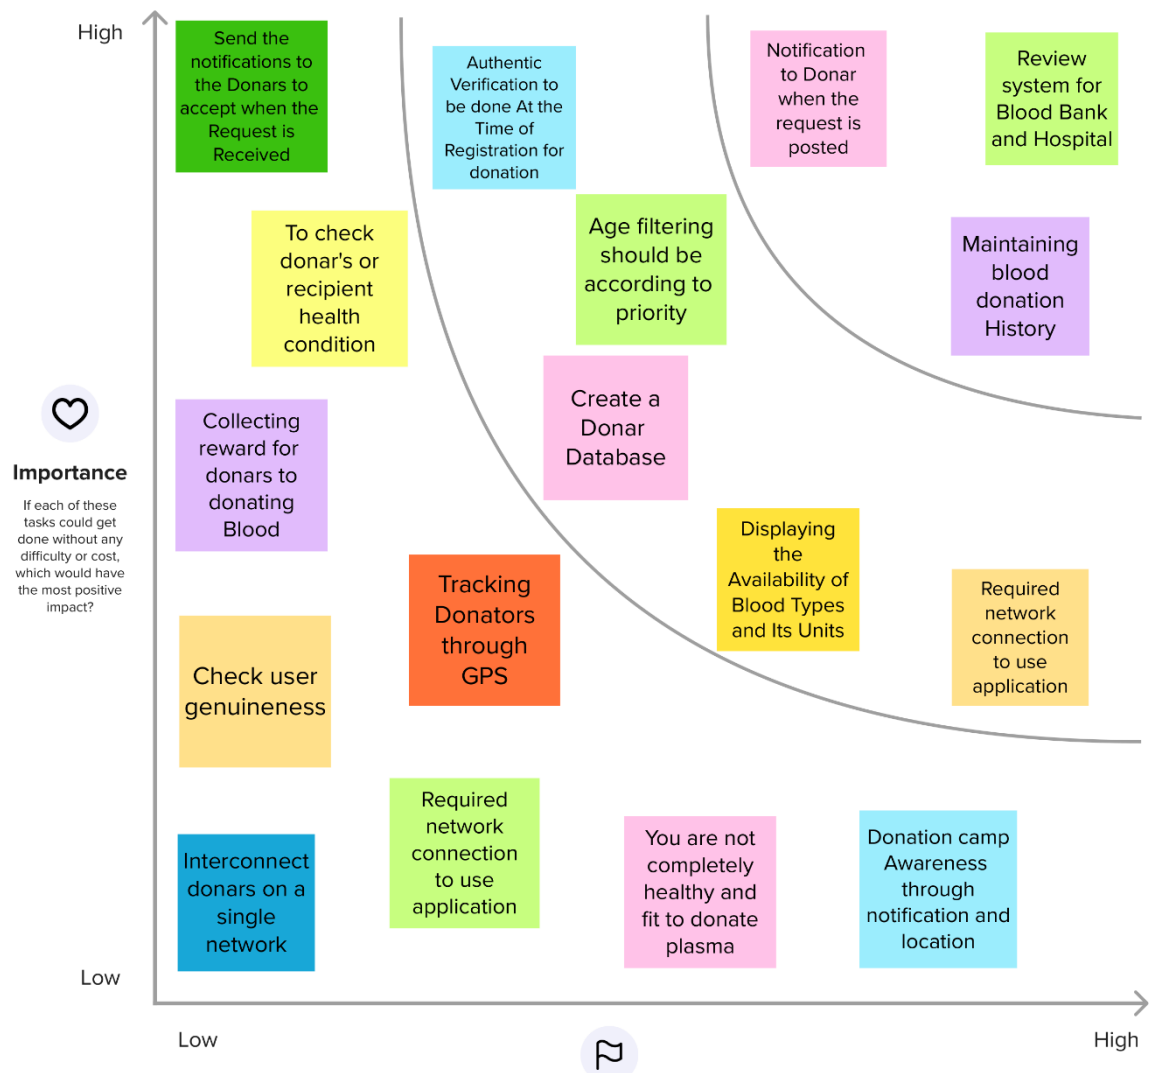 High
Send the
notifications to
the Donars to
accept when the
Request is
Received
Authentic
Verification to
be done At the
Time of
Registration for
donation
Notification
to Donar
when the
request is
posted
Review
system for
Blood Bank
and Hospital
To check
donar's or
recipient
health
condition
Age filtering
should be
according to
priority
Maintaining
blood
donation
History
Create a
Donar
Database
Collecting
reward for
donars to
donating
Blood
Importance
If each of these
tasks could get
done without any
difficulty or cost,
which would have
the most positive
impact?
Tracking
Donators
through
GPS
Displaying
the
Availability of
Blood Types
and Its Units
Required
network
connection
to use
application
Check user
genuineness
Interconnect
donars on a
single
network
Required
network
connection
to use
application
You are not
completely
healthy and
fit to donate
plasma
Donation camp
Awareness
through
notification and
location
Low
Low
High